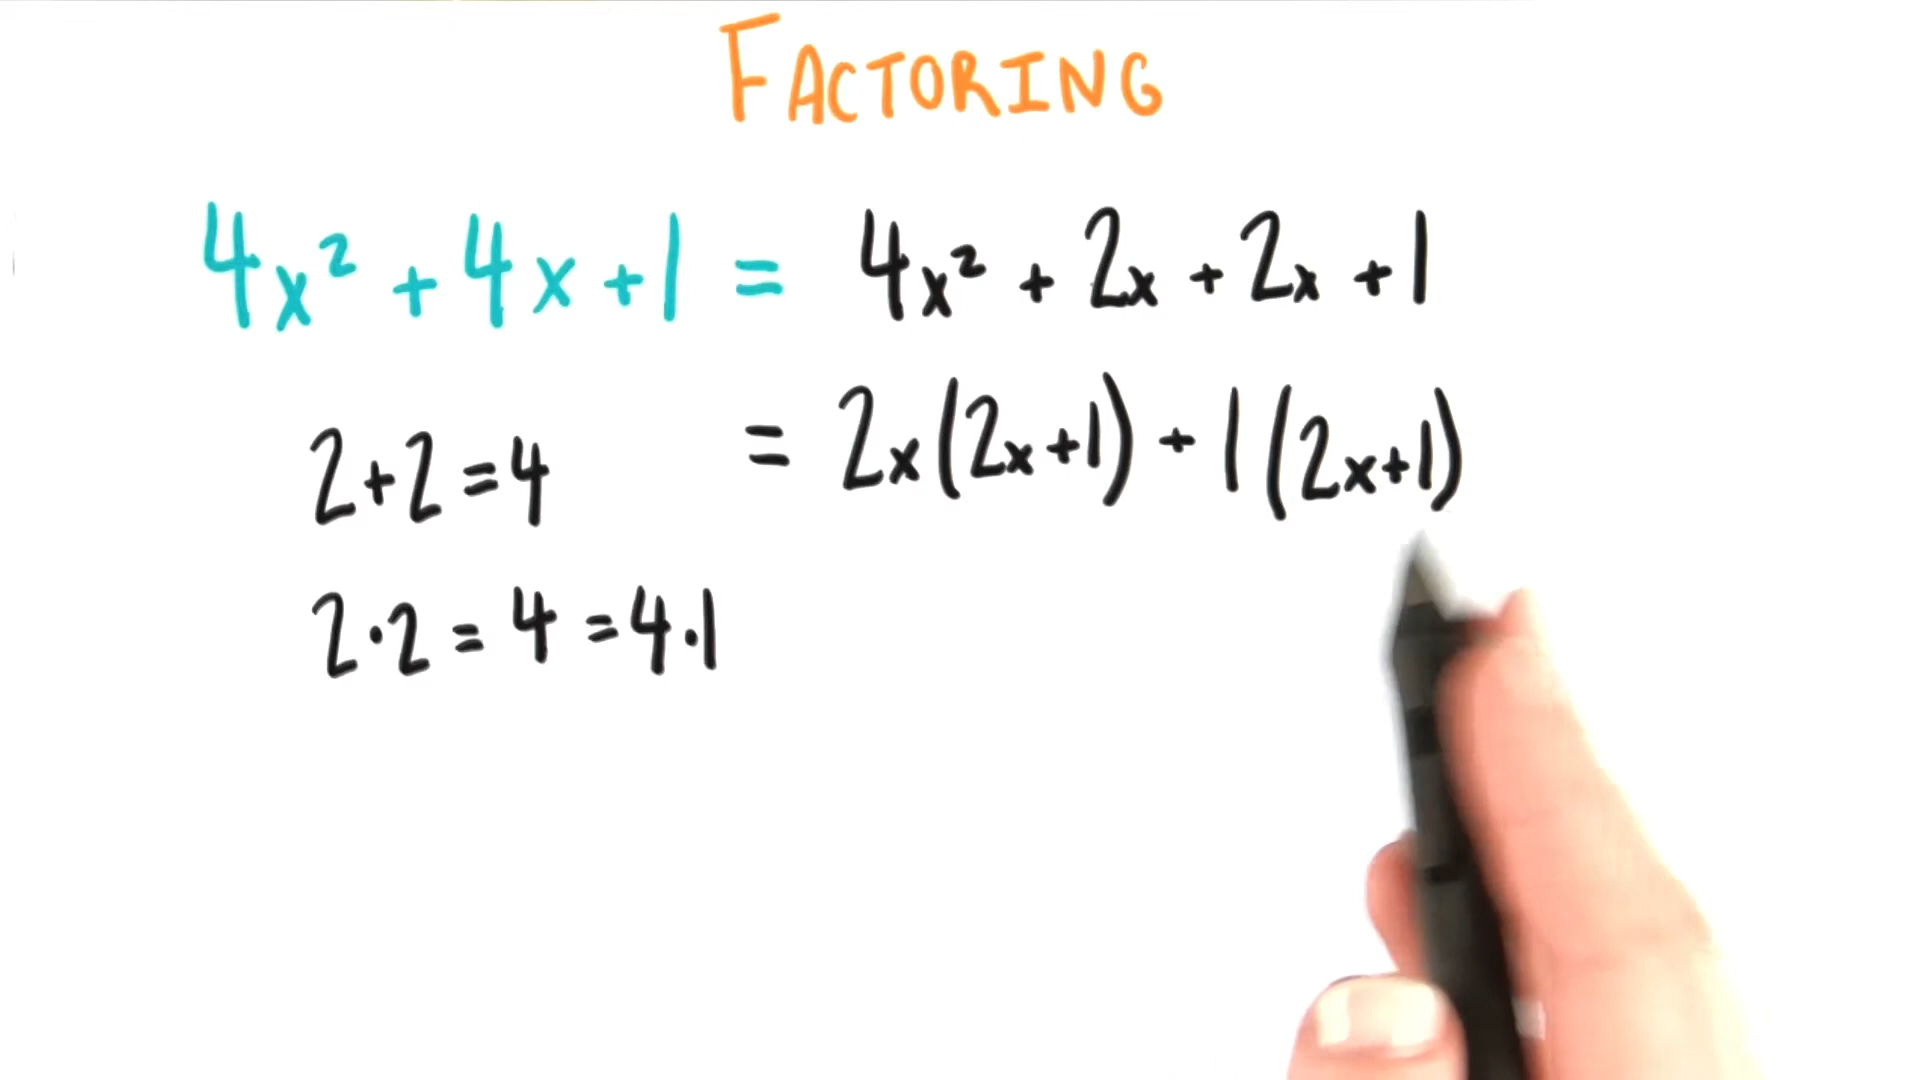 FACTORING
4x² + 4x + 1 = 4x² + 2x + 2x + 1
= 2x(2x+1) + 1(2x+1)
2+2=4
2·2 = 4 = 4·1